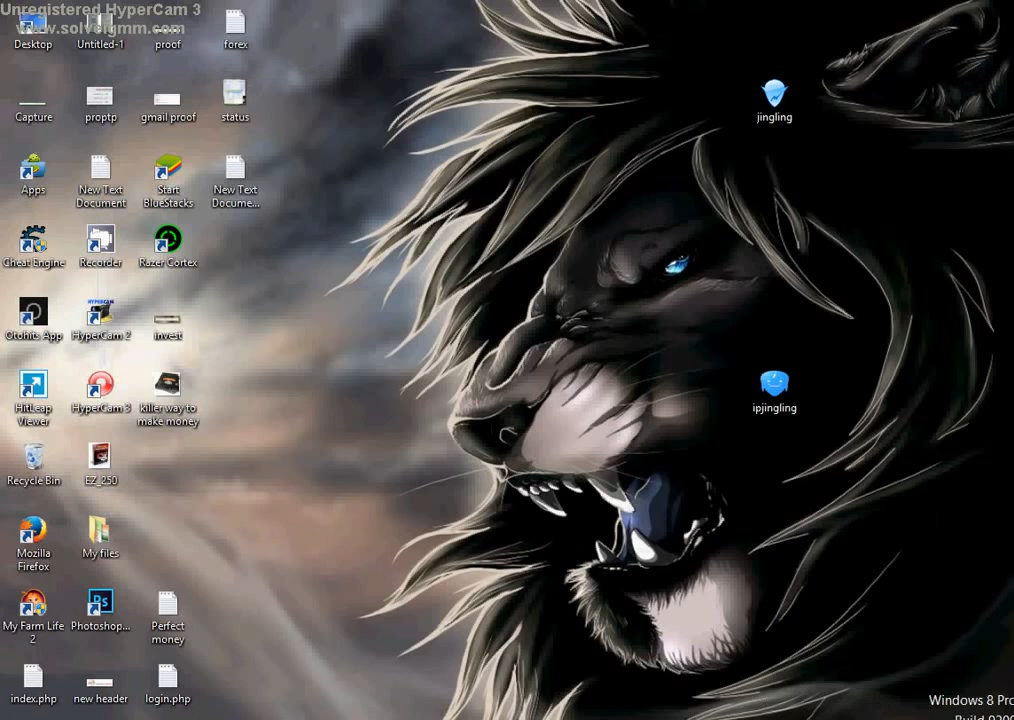 Unregistered HyperCam 3
www.solveigmm.com
Desktop
Untitled-1
proof
forex
Capture
proptp
gmail proof
status
jingling
Apps
New Text
Document
Start
BlueStacks
New Text
Docume...
Cheat Engine
Recorder
Razer Cortex
Otohits App
HYPERCAM
HyperCam 2
invest
HitLeap
Viewer
HyperCam 3
killer way to
make money
ipjingling
Recycle Bin
EZ_250
Mozilla
Firefox
My files
My Farm Life
2
Ps
Photoshop...
Perfect
money
index.php
new header
login.php
Windows 8 Pro
Build 920